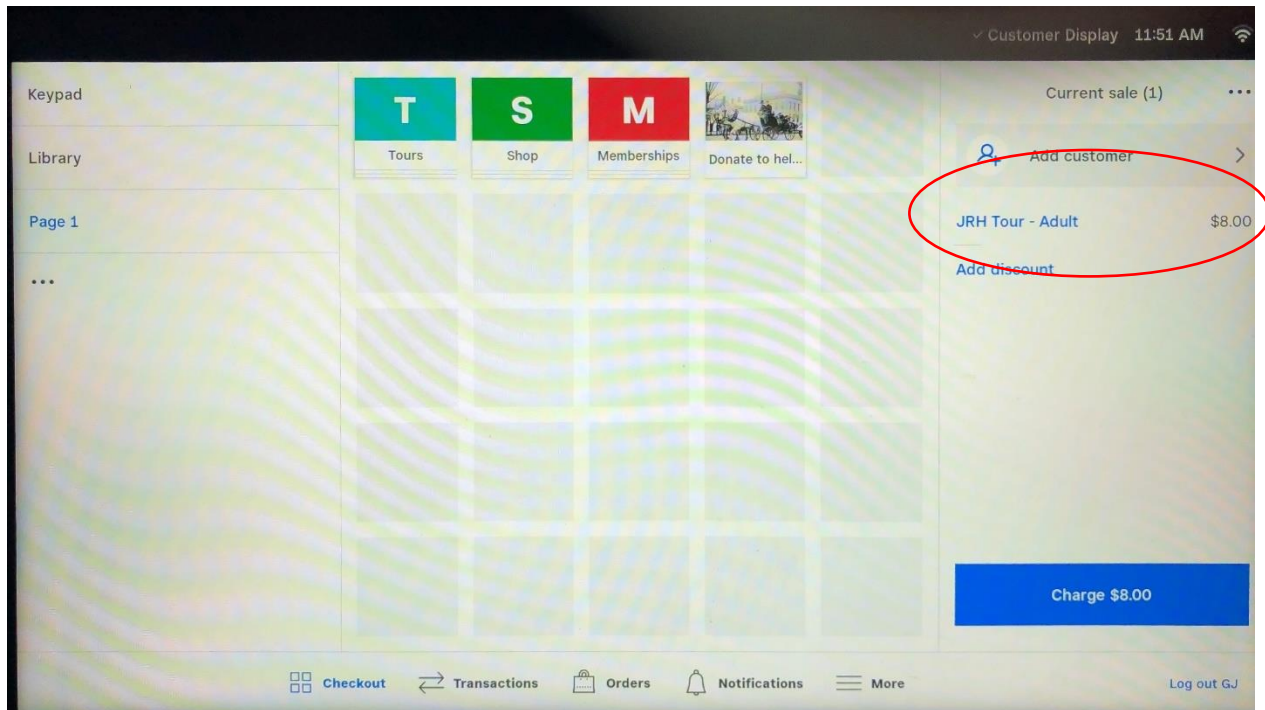 Customer Display 11:51 AM
Keypad
Library
Page 1
•••
T
Tours
S
Shop
M
Memberships
Donate to hel...
Current sale (1) •••
Add customer
JRH Tour - Adult $8.00
Add discount
Charge $8.00
Checkout Transactions Orders Notifications More
Log out GJ